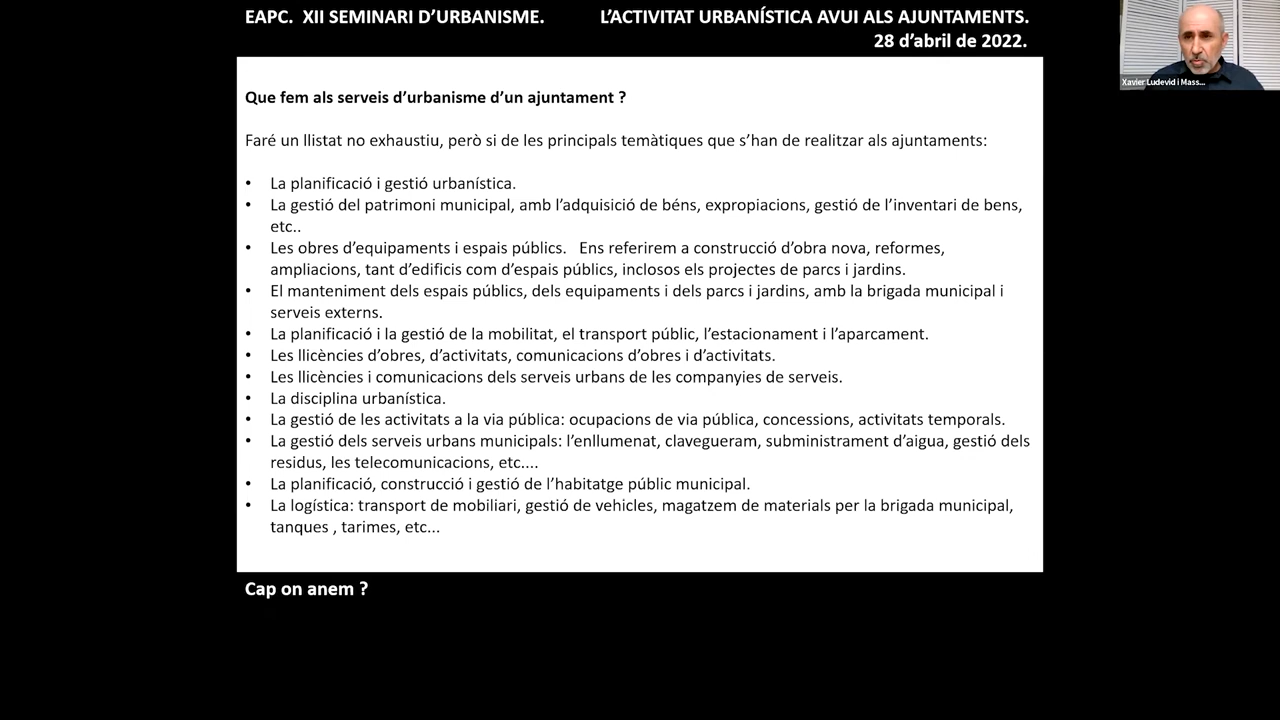 EAPC.  XII SEMINARI D’URBANISME.  L’ACTIVITAT URBANÍSTICA AVUI ALS AJUNTAMENTS.
28 d’abril de 2022.
Xavier Ludevid i Mass...
Que fem als serveis d’urbanisme d’un ajuntament ?
Faré un llistat no exhaustiu, però si de les principals temàtiques que s’han de realitzar als ajuntaments:
• La planificació i gestió urbanística.
• La gestió del patrimoni municipal, amb l’adquisició de béns, expropiacions, gestió de l’inventari de bens,
etc..
• Les obres d’equipaments i espais públics.   Ens referirem a construcció d’obra nova, reformes,
ampliacions, tant d’edificis com d’espais públics, inclosos els projectes de parcs i jardins.
• El manteniment dels espais públics, dels equipaments i dels parcs i jardins, amb la brigada municipal i
serveis externs.
• La planificació i la gestió de la mobilitat, el transport públic, l’estacionament i l’aparcament.
• Les llicències d’obres, d’activitats, comunicacions d’obres i d’activitats.
• Les llicències i comunicacions dels serveis urbans de les companyies de serveis.
• La disciplina urbanística.
• La gestió de les activitats a la via pública: ocupacions de via pública, concessions, activitats temporals.
• La gestió dels serveis urbans municipals: l’enllumenat, clavegueram, subministrament d’aigua, gestió dels
residus, les telecomunicacions, etc....
• La planificació, construcció i gestió de l’habitatge públic municipal.
• La logística: transport de mobiliari, gestió de vehicles, magatzem de materials per la brigada municipal,
tanques , tarimes, etc...
Cap on anem ?